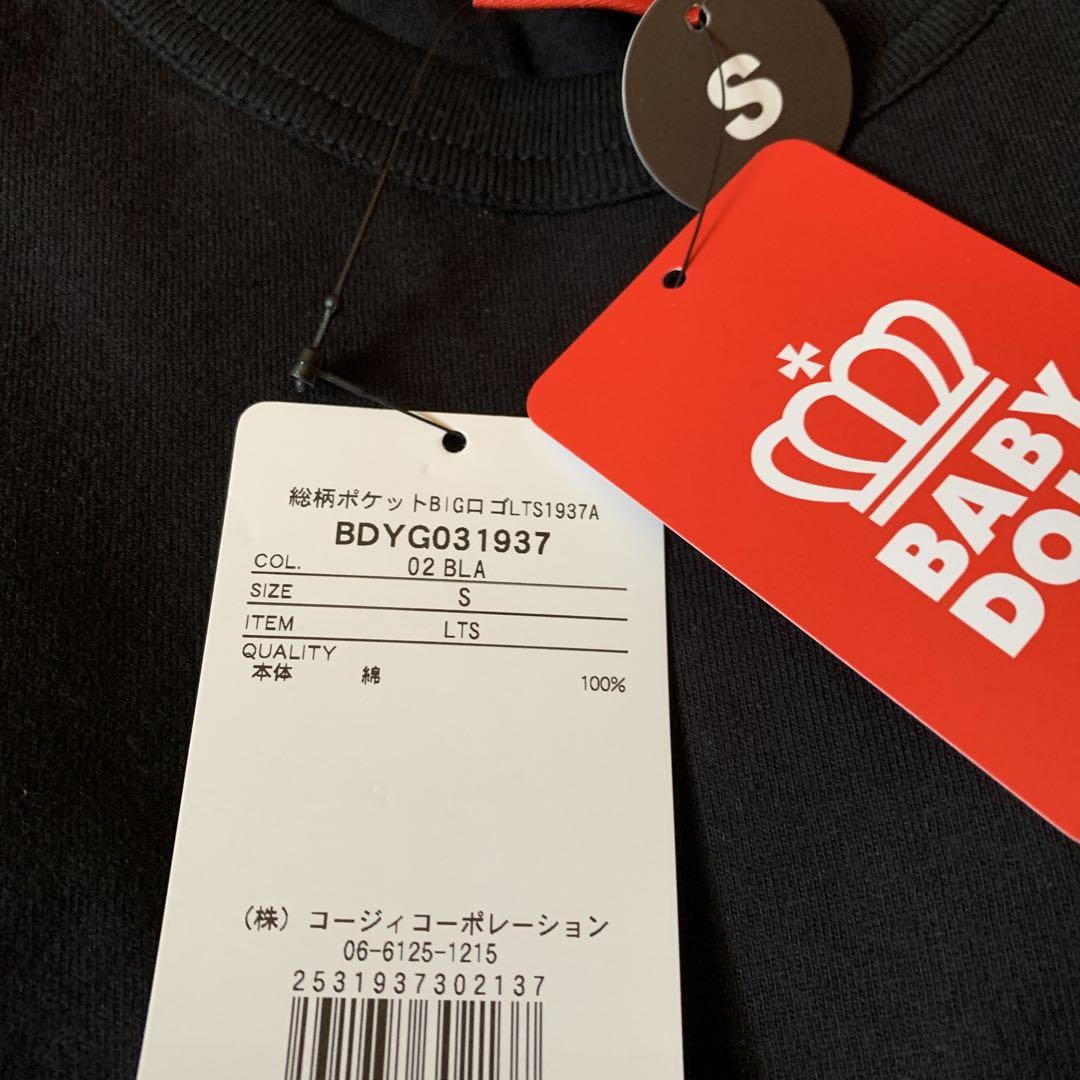 S
BABY
総柄ポケットBIGロゴLTS1937A
BDYG031937
COL. 02 BLA
SIZE S
ITEM LTS
QUALITY
本体 綿 100%
（株）コージィコーポレーション
06-6125-1215
2531937302137